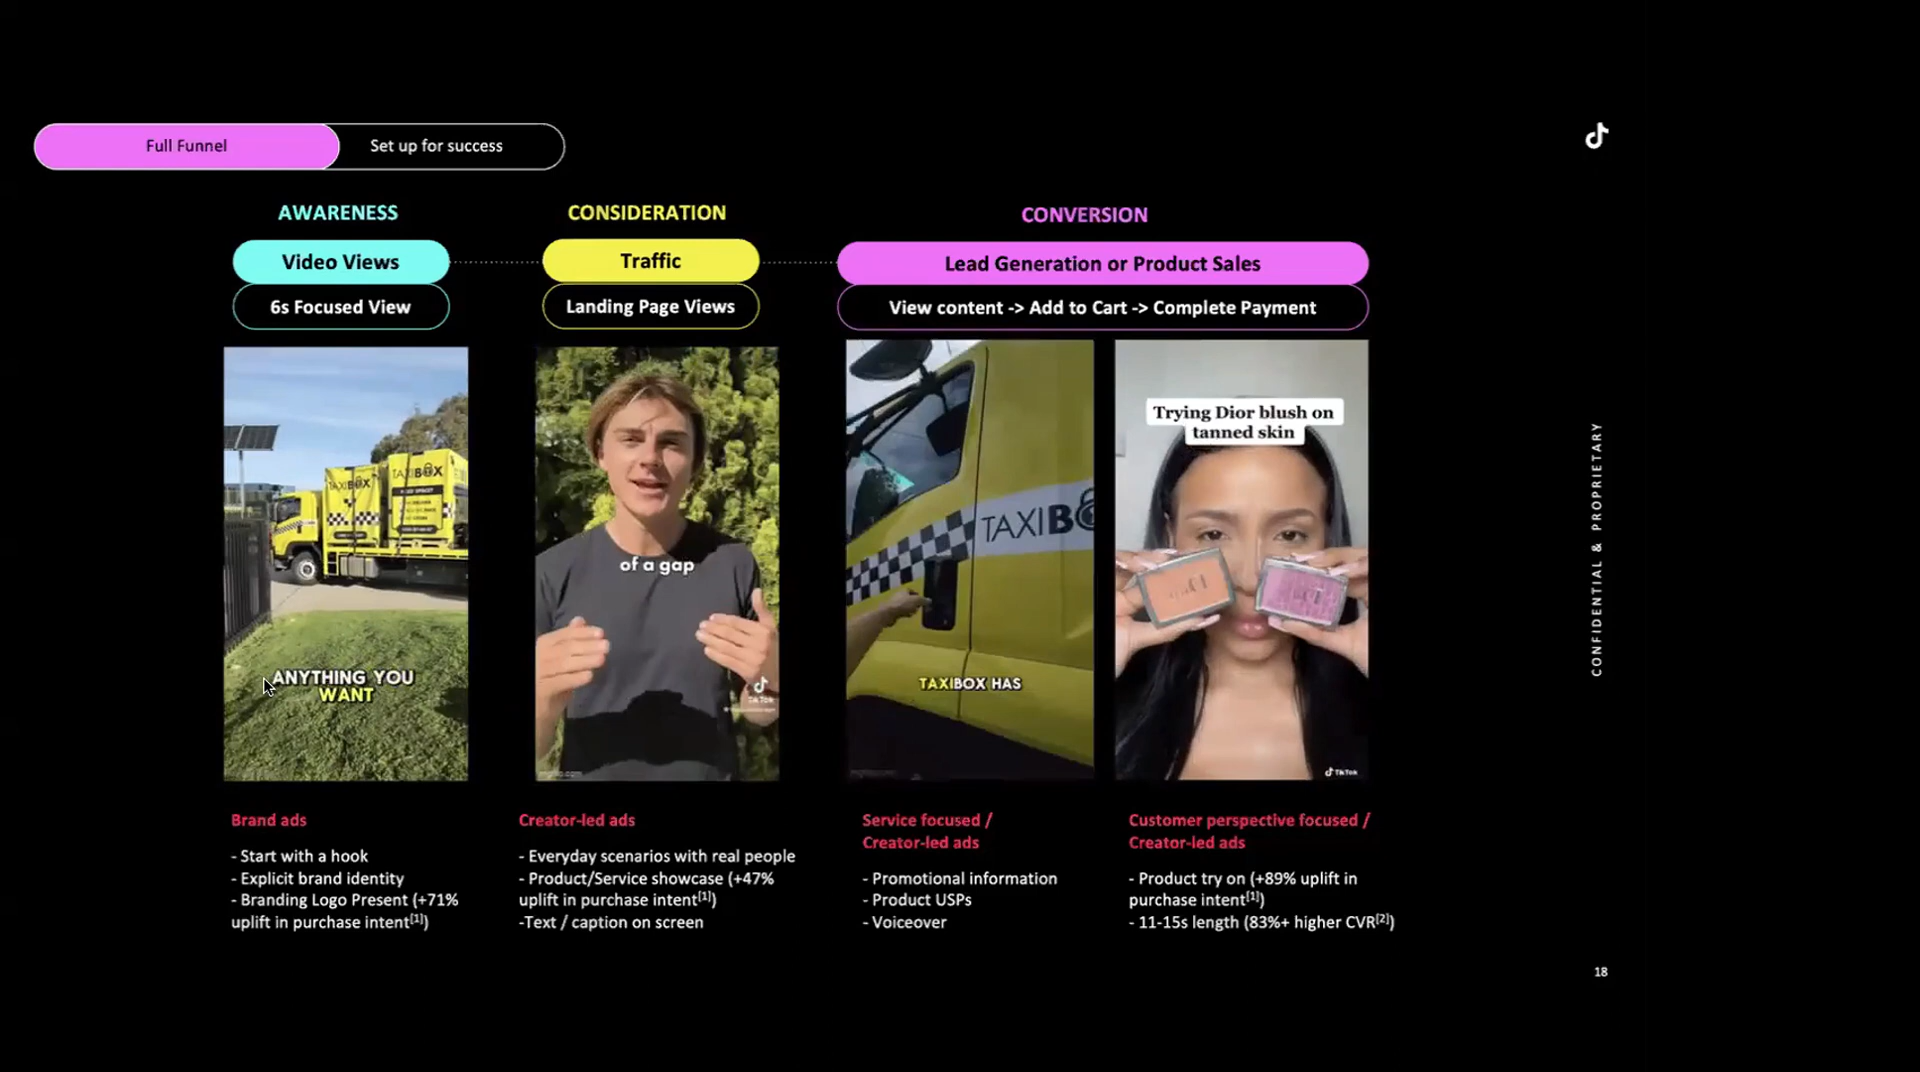 Full Funnel
Set up for success
AWARENESS
Video Views
6s Focused View
CONSIDERATION
Traffic
Landing Page Views
CONVERSION
Lead Generation or Product Sales
View content -> Add to Cart -> Complete Payment
TAXIBOX
TAXIBOX
ANYTHING YOU
WANT
of a gap
TikTok
TAXIB
TAXIBOX HAS
Trying Dior blush on
tanned skin
TikTok
Brand ads
- Start with a hook
- Explicit brand identity
- Branding Logo Present (+71%
uplift in purchase intent[1])
Creator-led ads
- Everyday scenarios with real people
- Product/Service showcase (+47%
uplift in purchase intent[1])
-Text / caption on screen
Service focused /
Creator-led ads
- Promotional information
- Product USPs
- Voiceover
Customer perspective focused /
Creator-led ads
- Product try on (+89% uplift in
purchase intent[1])
- 11-15s length (83%+ higher CVR[2])
CONFIDENTIAL & PROPRIETARY
18